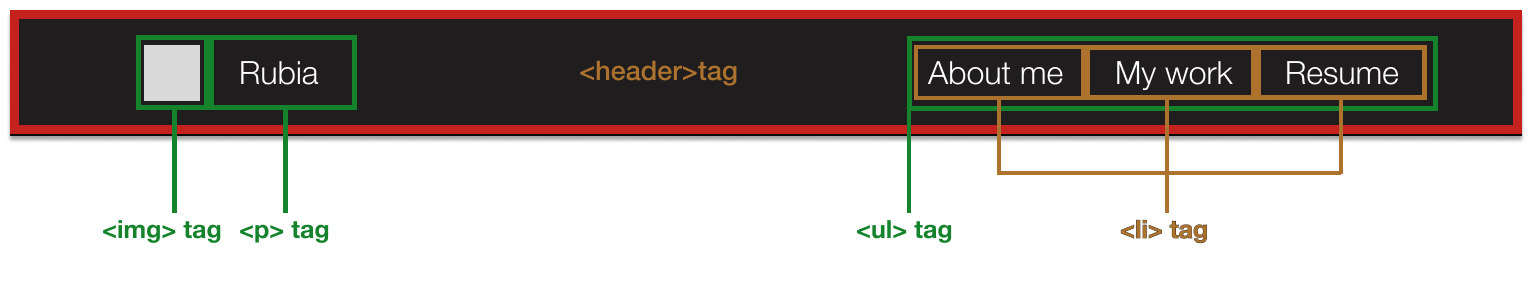 Rubia
<header>tag
About me
My work
Resume
<img> tag
<p> tag
<ul> tag
<li> tag